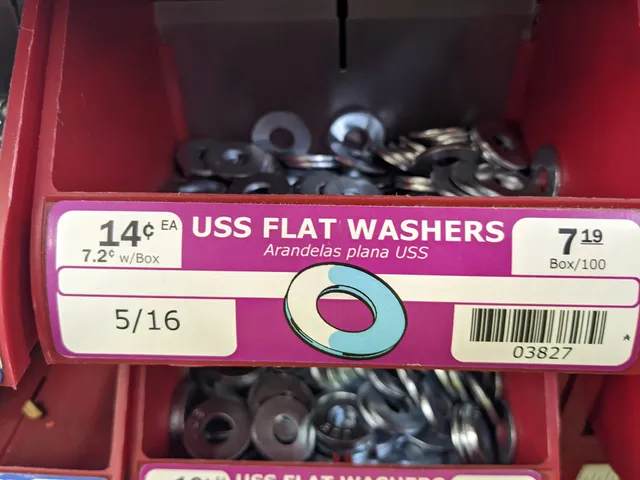 14¢ EA
7.2¢ w/Box
USS FLAT WASHERS
Arandelas plana USS
7 19
Box/100
5/16
03827
USS FLAT WASHERS